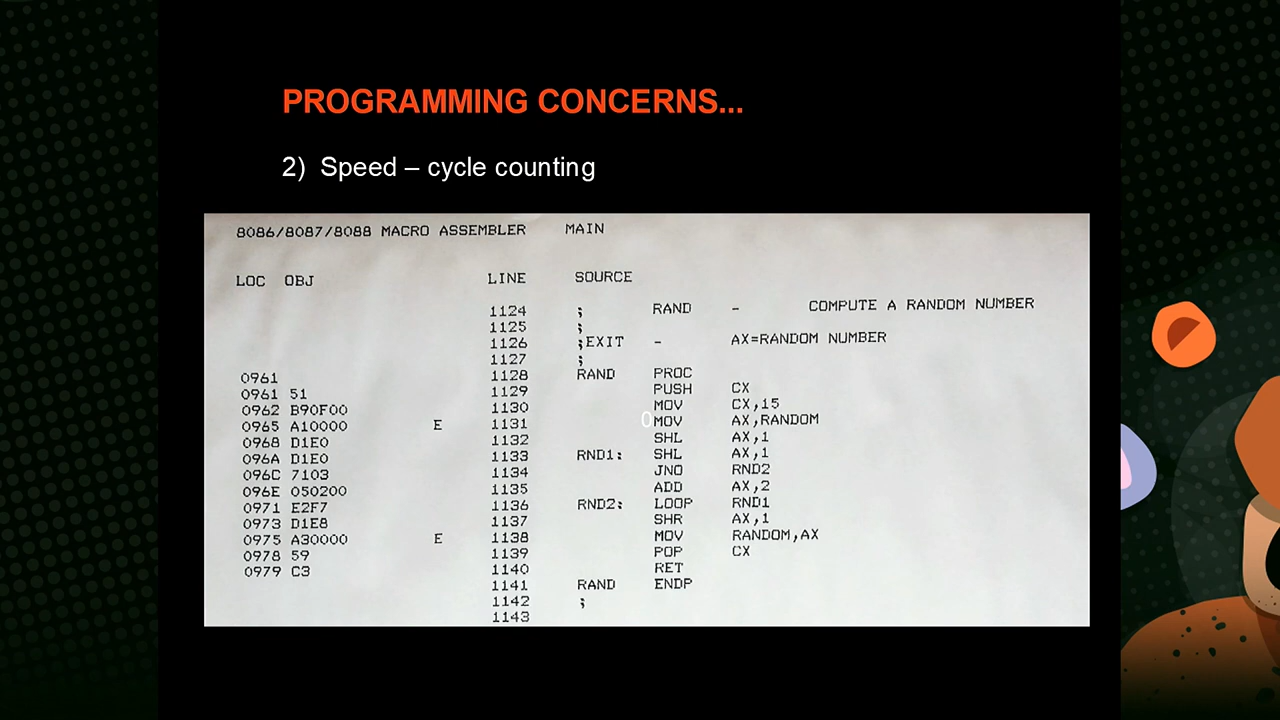 PROGRAMMING CONCERNS...
2) Speed – cycle counting
8086/8087/8088 MACRO ASSEMBLER MAIN
LOC OBJ LINE SOURCE
1124 ; RAND - COMPUTE A RANDOM NUMBER
1125 ;
1126 ;EXIT - AX=RANDOM NUMBER
1127 ;
0961 1128 RAND PROC
0961 51 1129 PUSH CX
0962 B90F00 1130 MOV CX,15
0965 A10000 E 1131 MOV AX,RANDOM
0968 D1E0 1132 SHL AX,1
096A D1E0 1133 RND1: SHL AX,1
096C 7103 1134 JNO RND2
096E 050200 1135 ADD AX,2
0971 E2F7 1136 RND2: LOOP RND1
0973 D1E8 1137 SHR AX,1
0975 A30000 E 1138 MOV RANDOM,AX
0978 59 1139 POP CX
0979 C3 1140 RET
1141 RAND ENDP
1142 ;
1143